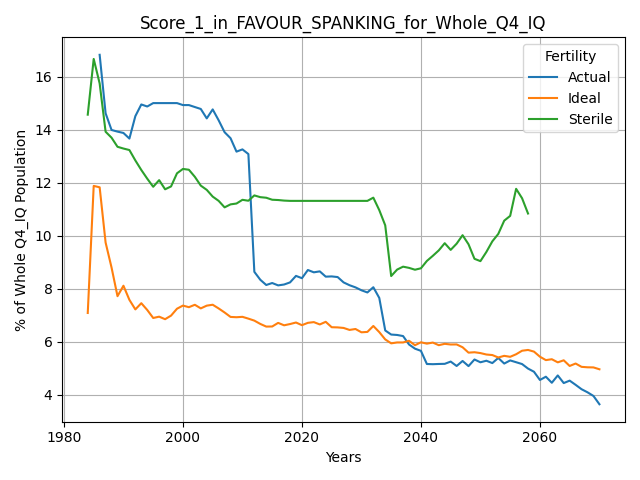 Score_1_in_FAVOUR_SPANKING_for_Whole_Q4_IQ
% of Whole Q4_IQ Population
16
14
12
10
8
6
4
Fertility
Actual
Ideal
Sterile
1980
2000
2020
2040
2060
Years